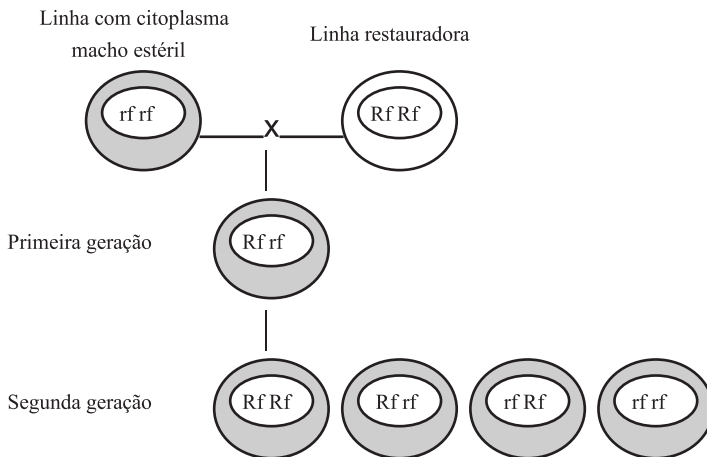 Linha com citoplasma
macho estéril
Linha restauradora
rf rf
X
Rf Rf
Primeira geração
Rf rf
Segunda geração
Rf Rf
Rf rf
rf Rf
rf rf